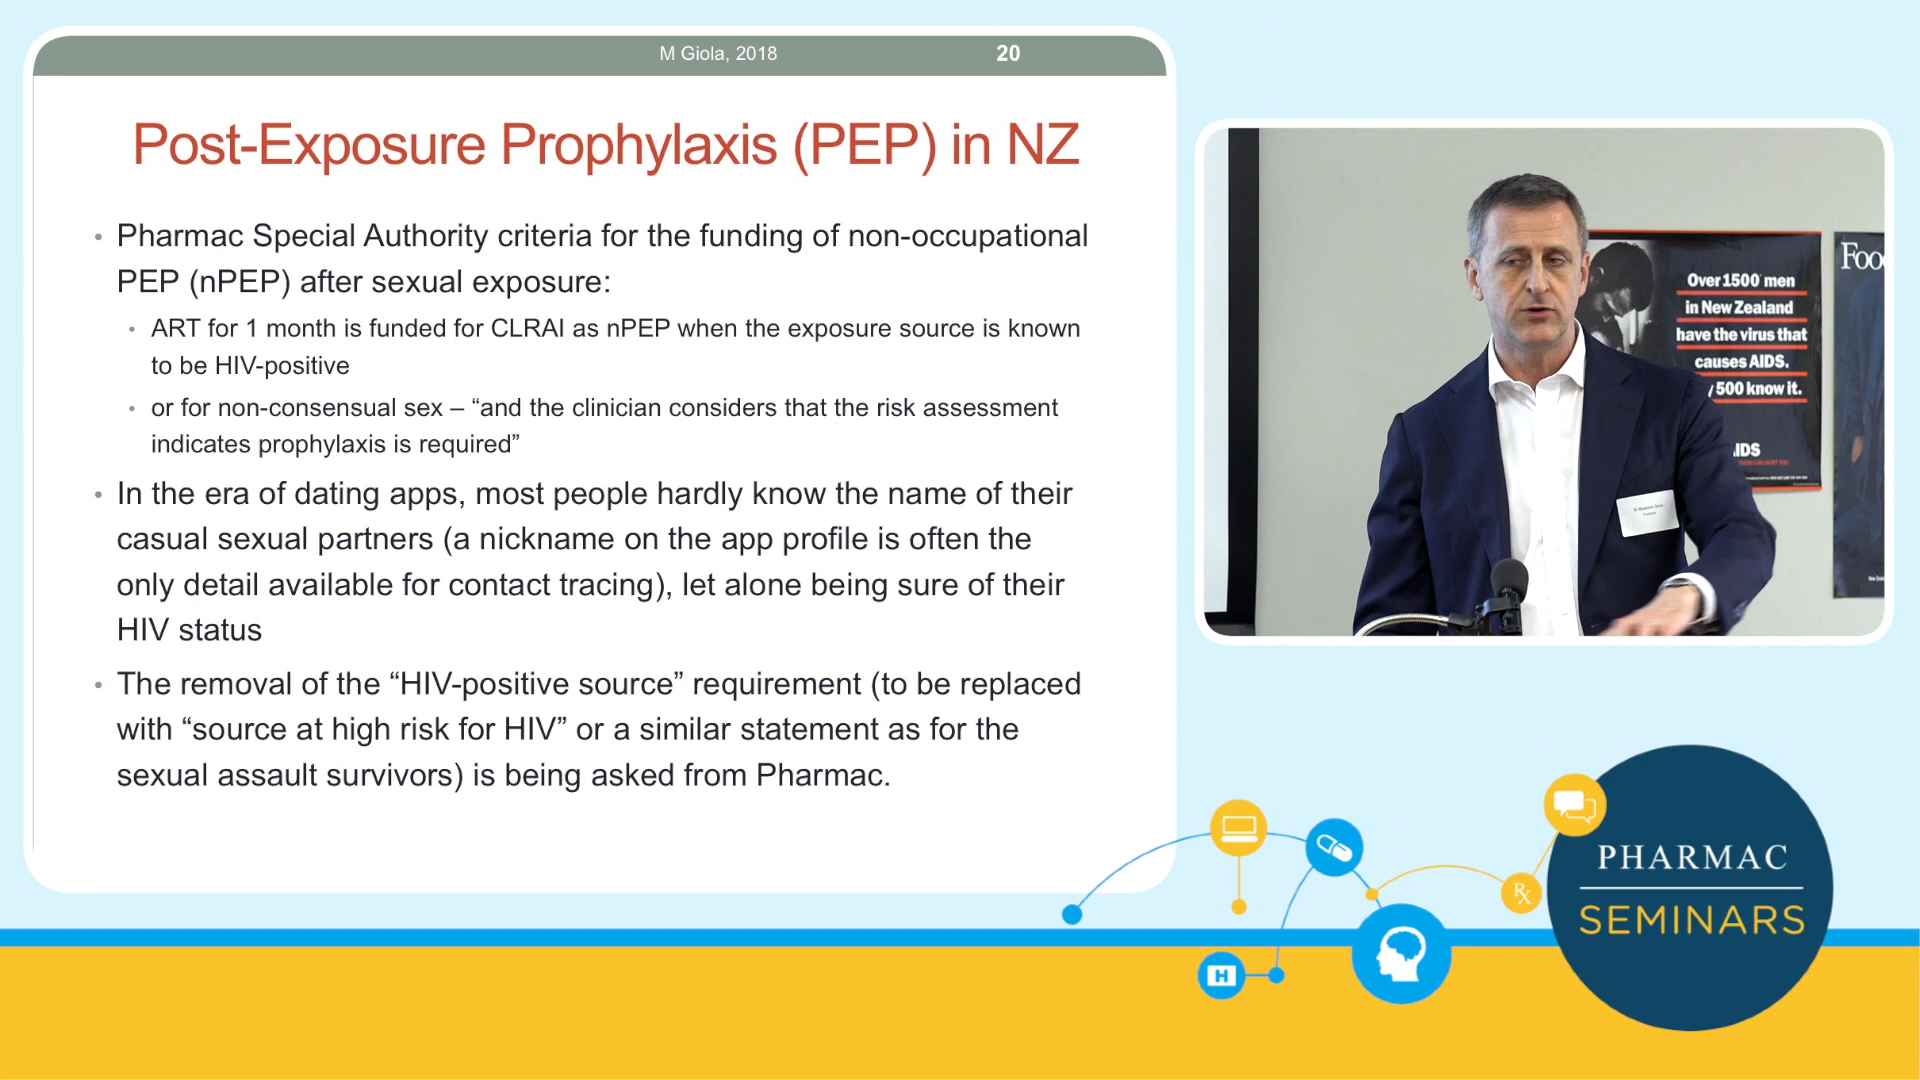 M Giola, 2018
20
Post-Exposure Prophylaxis (PEP) in NZ
• Pharmac Special Authority criteria for the funding of non-occupational
PEP (nPEP) after sexual exposure:
• ART for 1 month is funded for CLRAI as nPEP when the exposure source is known
to be HIV-positive
• or for non-consensual sex – “and the clinician considers that the risk assessment
indicates prophylaxis is required”
• In the era of dating apps, most people hardly know the name of their
casual sexual partners (a nickname on the app profile is often the
only detail available for contact tracing), let alone being sure of their
HIV status
• The removal of the “HIV-positive source” requirement (to be replaced
with “source at high risk for HIV” or a similar statement as for the
sexual assault survivors) is being asked from Pharmac.
Over 1500 men
in New Zealand
have the virus that
causes AIDS.
500 know it.
AIDS
Foo
Rx
H
PHARMAC
SEMINARS